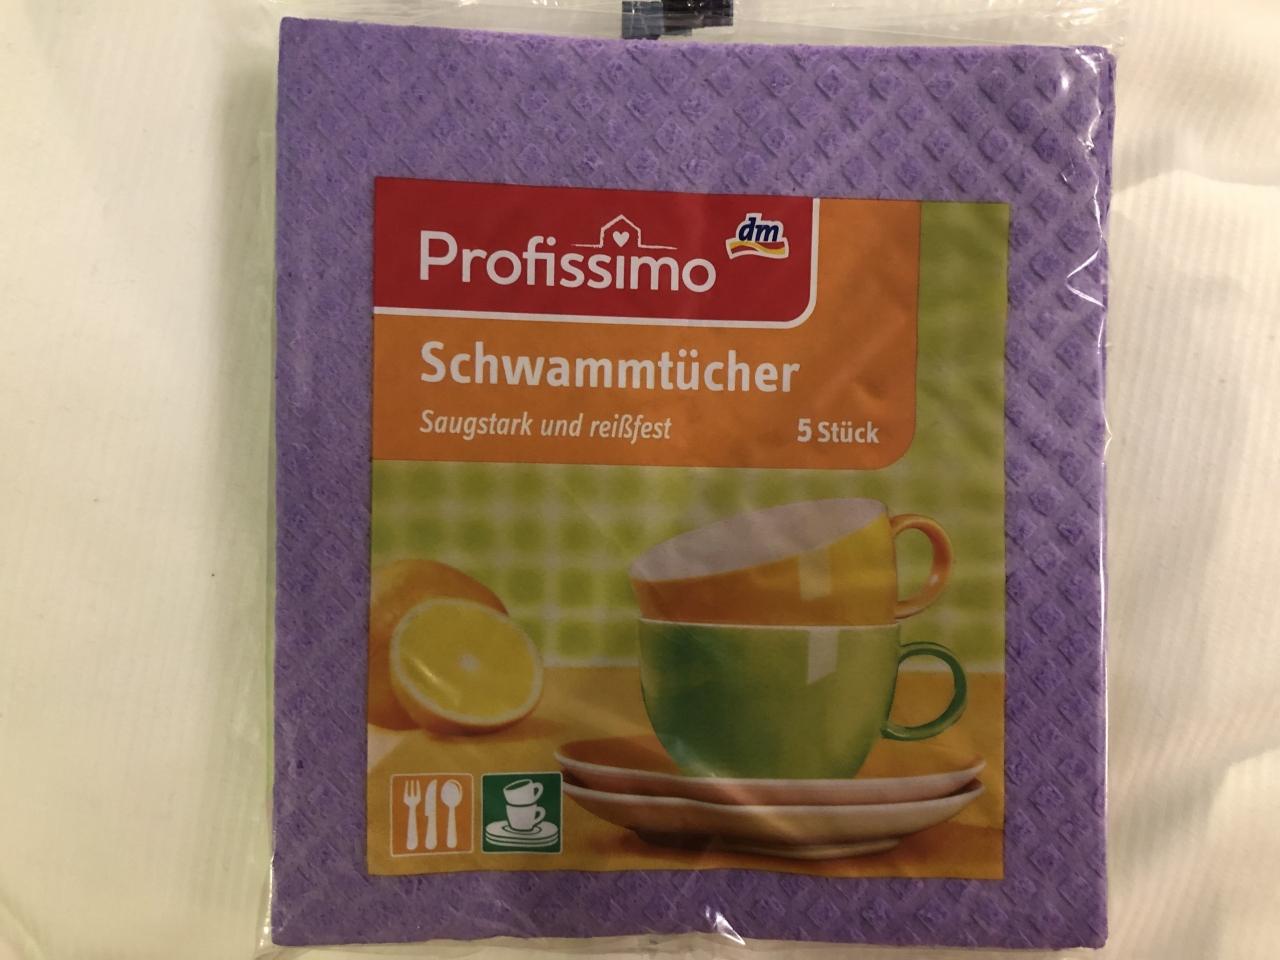 Profissimo
dm
Schwammtücher
Saugstark und reißfest
5 Stück